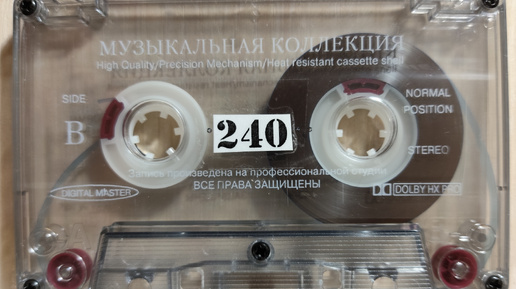 МУЗЫКАЛЬНАЯ КОЛЛЕКЦИЯ
High Quality/Precision Mechanism/Heat resistant cassette shell
SIDE
B
240
NORMAL
POSITION
STEREO
DIGITAL MASTER
Запись произведена на профессиональной студии
ВСЕ ПРАВА ЗАЩИЩЕНЫ
DOLBY HX PRO